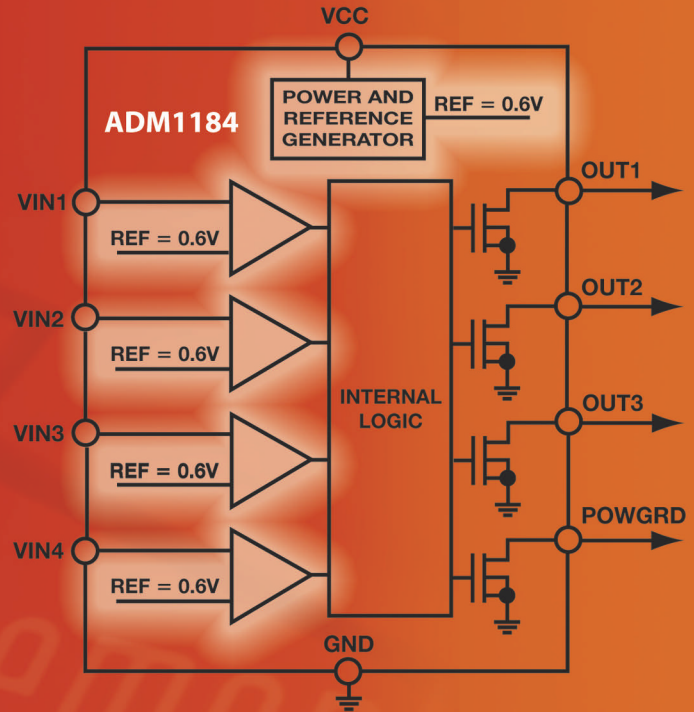 VCC
POWER AND
REFERENCE
GENERATOR
REF = 0.6V
ADM1184
VIN1
REF = 0.6V
OUT1
VIN2
REF = 0.6V
OUT2
INTERNAL
LOGIC
VIN3
REF = 0.6V
OUT3
VIN4
REF = 0.6V
POWGRD
GND